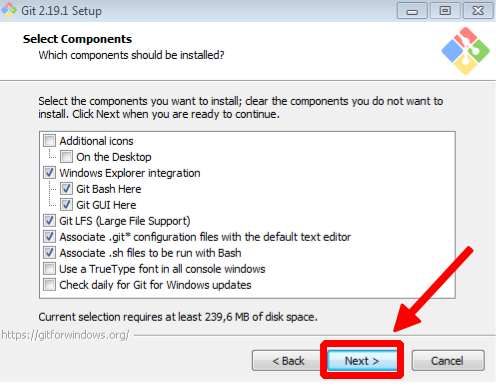 Git 2.19.1 Setup
Select Components
Which components should be installed?
Select the components you want to install; clear the components you do not want to
install. Click Next when you are ready to continue.
Additional icons
On the Desktop
Windows Explorer integration
Git Bash Here
Git GUI Here
Git LFS (Large File Support)
Associate .git* configuration files with the default text editor
Associate .sh files to be run with Bash
Use a TrueType font in all console windows
Check daily for Git for Windows updates
Current selection requires at least 239,6 MB of disk space.
https://gitforwindows.org/
< Back Next > Cancel